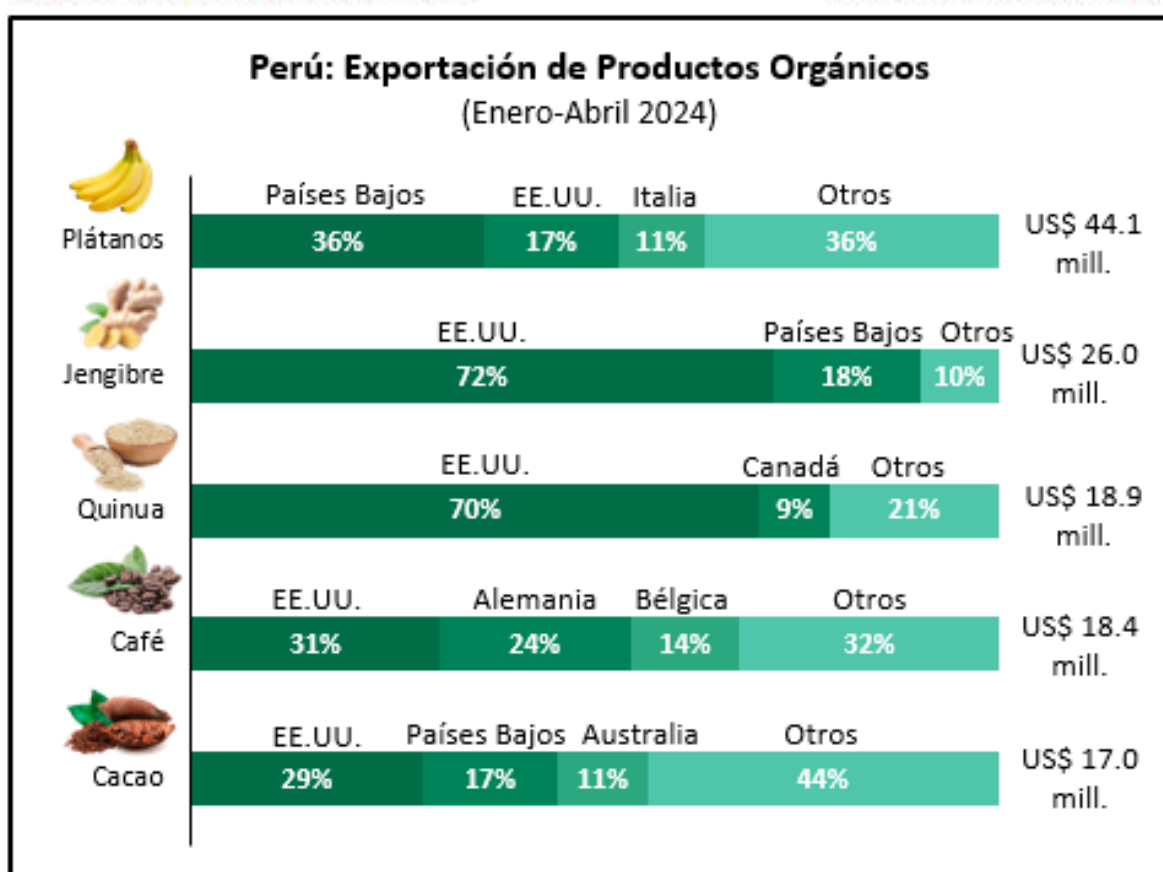 Perú: Exportación de Productos Orgánicos
(Enero-Abril 2024)
Países Bajos EE.UU. Italia Otros
Plátanos 36% 17% 11% 36% US$ 44.1
mill.
EE.UU. Países Bajos Otros
Jengibre 72% 18% 10% US$ 26.0
mill.
EE.UU. Canadá Otros
Quinua 70% 9% 21% US$ 18.9
mill.
EE.UU. Alemania Bélgica Otros
Café 31% 24% 14% 32% US$ 18.4
mill.
EE.UU. Países Bajos Australia Otros
Cacao 29% 17% 11% 44% US$ 17.0
mill.